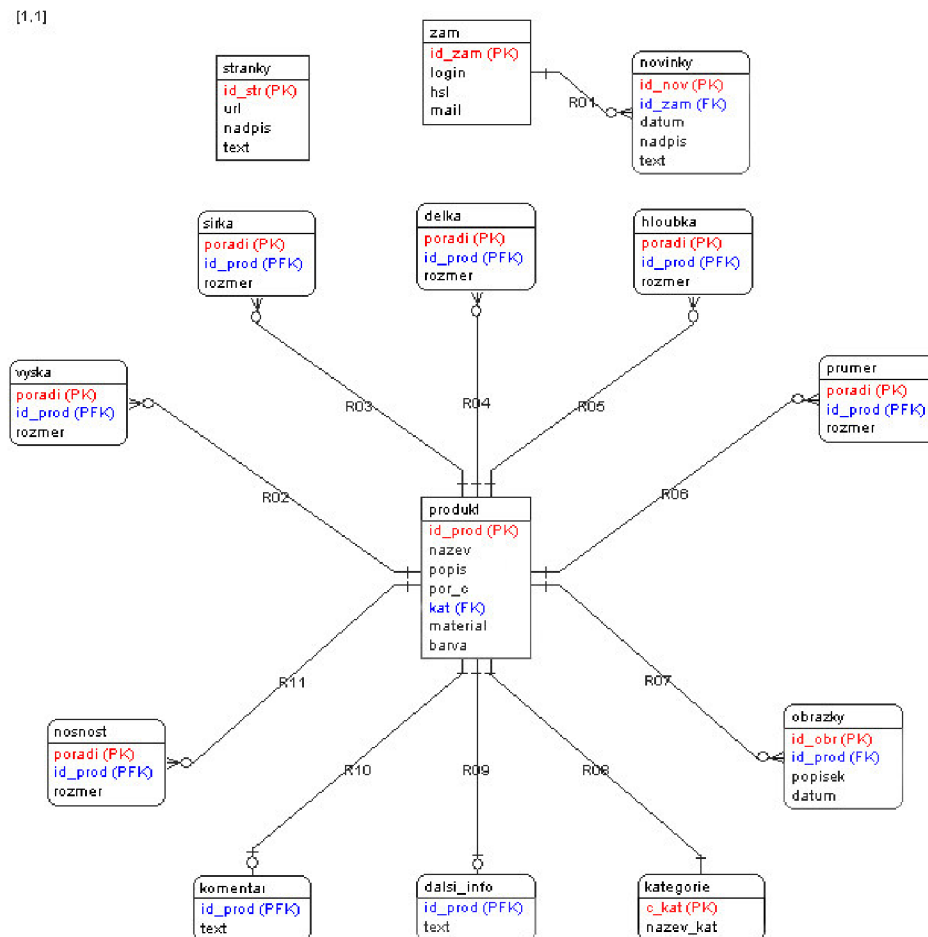 [1,1]
zam
id_zam (PK)
login
hsl
mail
stranky
id_str (PK)
url
nadpis
text
novinky
id_nov (PK)
id_zam (FK)
datum
nadpis
text
R01
sirka
poradi (PK)
id_prod (PFK)
rozmer
delka
poradi (PK)
id_prod (PFK)
rozmer
hloubka
poradi (PK)
id_prod (PFK)
rozmer
vyska
poradi (PK)
id_prod (PFK)
rozmer
prumer
poradi (PK)
id_prod (PFK)
rozmer
R03
R04
R05
R02
R06
produkt
id_prod (PK)
nazev
popis
por_c
kat (FK)
material
barva
R11
R07
nosnost
poradi (PK)
id_prod (PFK)
rozmer
obrazky
id_obr (PK)
id_prod (FK)
popisek
datum
R10
R09
R08
komentar
id_prod (PFK)
text
dalsi_info
id_prod (PFK)
text
kategorie
c_kat (PK)
nazev_kat